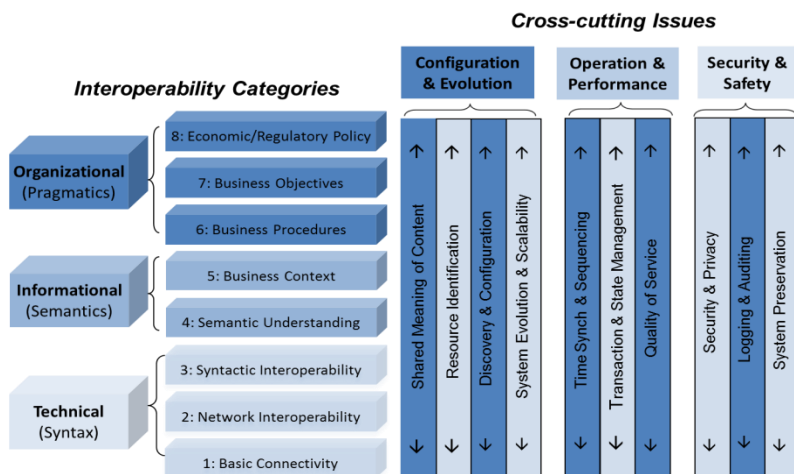 Cross-cutting Issues
Interoperability Categories
Configuration
& Evolution
Operation &
Performance
Security &
Safety
Organizational
(Pragmatics)
8: Economic/Regulatory Policy
7: Business Objectives
6: Business Procedures
Informational
(Semantics)
5: Business Context
4: Semantic Understanding
Technical
(Syntax)
3: Syntactic Interoperability
2: Network Interoperability
1: Basic Connectivity
Shared Meaning of Content
Resource Identification
Discovery & Configuration
System Evolution & Scalability
Time Synch & Sequencing
Transaction & State Management
Quality of Service
Security & Privacy
Logging & Auditing
System Preservation